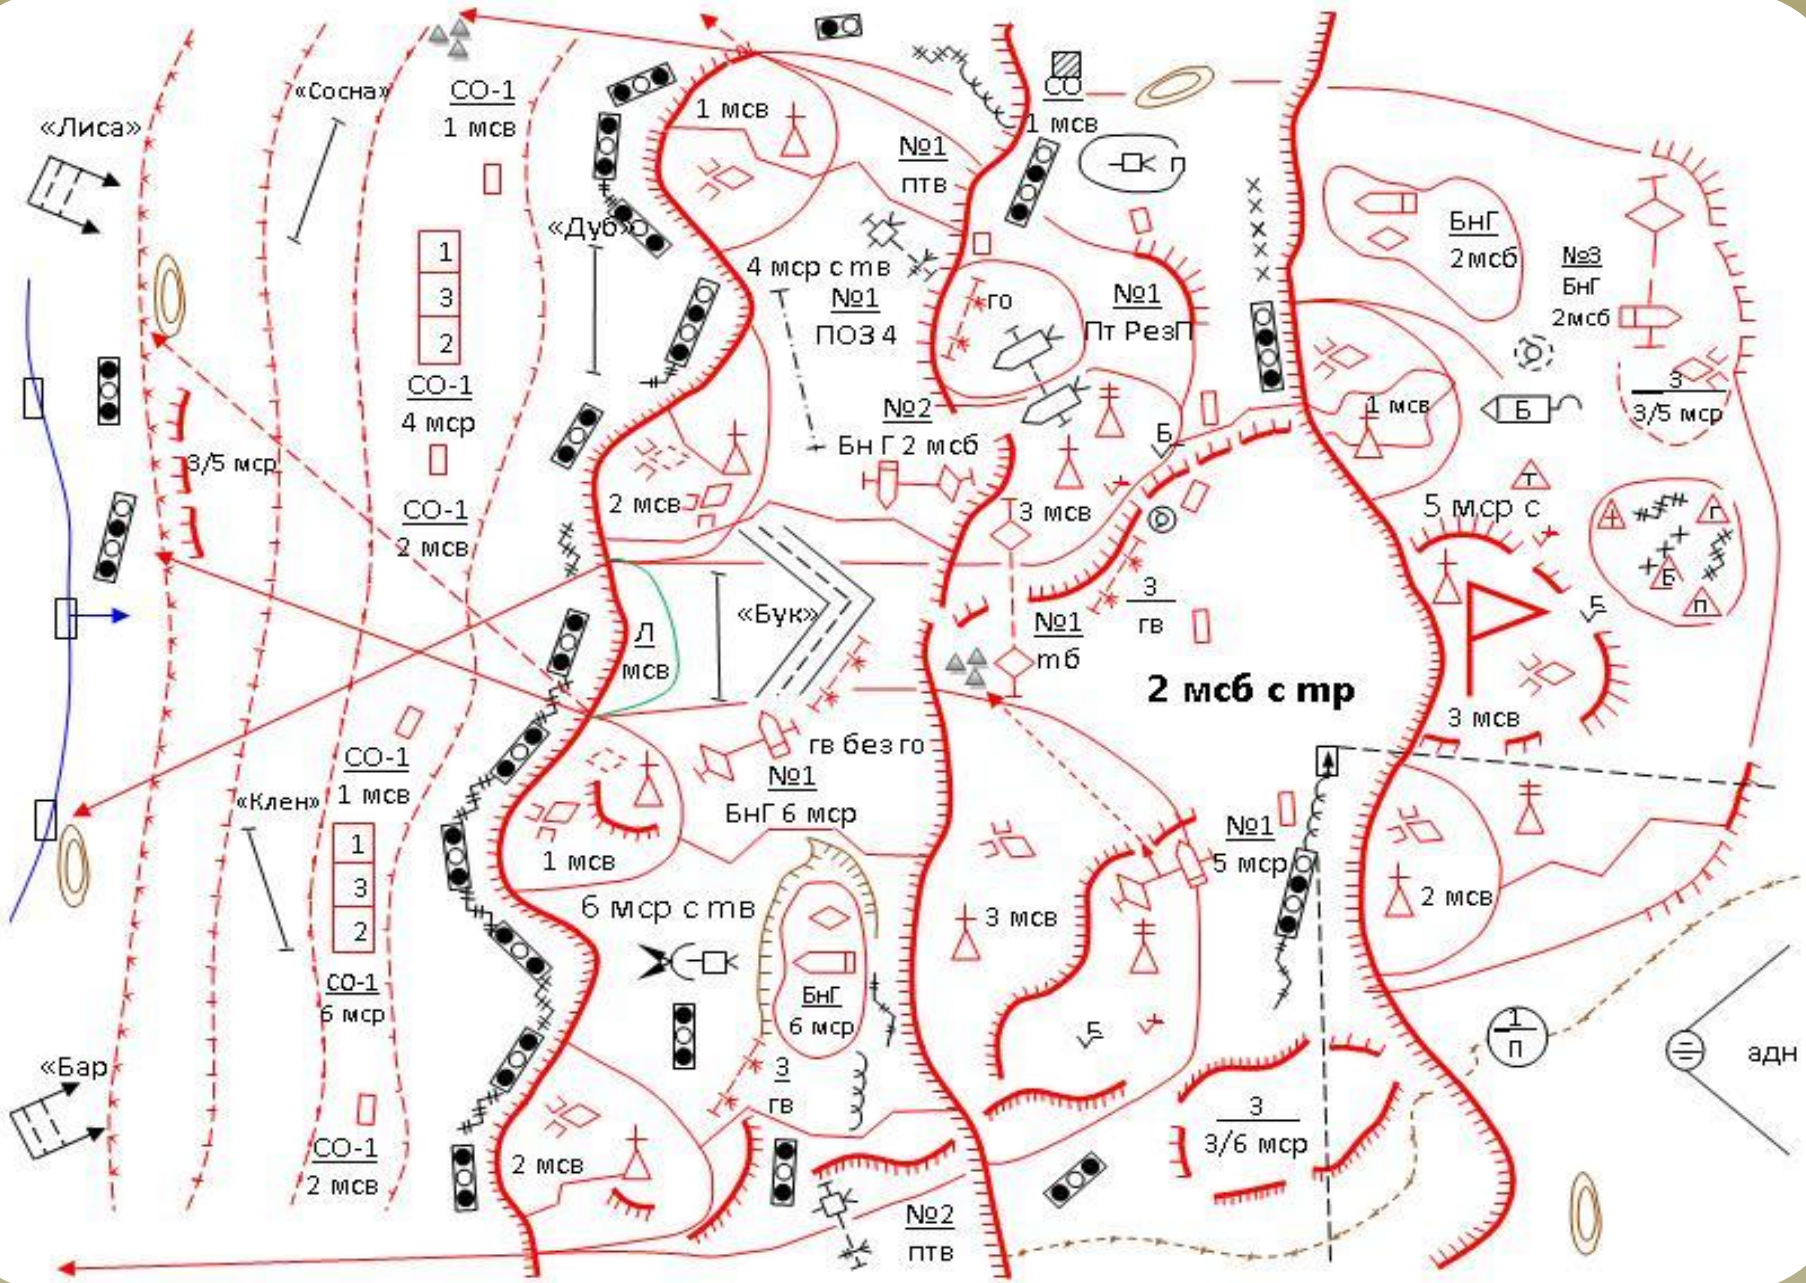 СО
1 мсв
п
«Сосна»
СО-1
1 мсв
1 мсв
«Лиса»
№1
птв
«Дуб»
1
3
2
4 мср с тв
№1
ПОЗ 4
го
№1
Пт РезП
БнГ
2мсб
№3
БнГ
2мсб
СО-1
4 мср
№2
Бн Г 2 мсб
Б
1 мсв
Б
3
3/5 мср
3/5 мср
СО-1
2 мсв
2 мсв
3 мсв
т
5 мср с
г
Б
п
Б
Л
мсв
«Бук»
3
гв
№1
тб
2 мсб с тр
3 мсв
гв без го
№1
БнГ 6 мср
СО-1
1 мсв
«Клен»
1
3
2
1 мсв
№1
5 мср
2 мсв
6 мср с тв
3 мсв
СО-1
6 мср
БнГ
6 мср
Б
1
П
адн
«Бар
3
гв
3
3/6 мср
СО-1
2 мсв
2 мсв
№2
птв